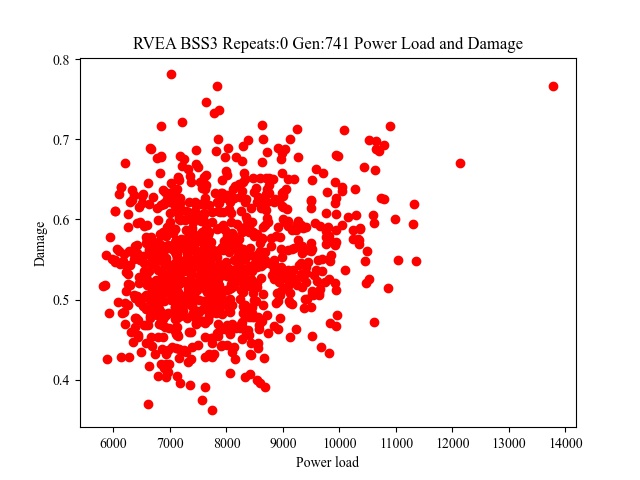 RVEA BSS3 Repeats:0 Gen:741 Power Load and Damage
0.8
0.7
0.6
0.5
0.4
Damage
6000 7000 8000 9000 10000 11000 12000 13000 14000
Power load